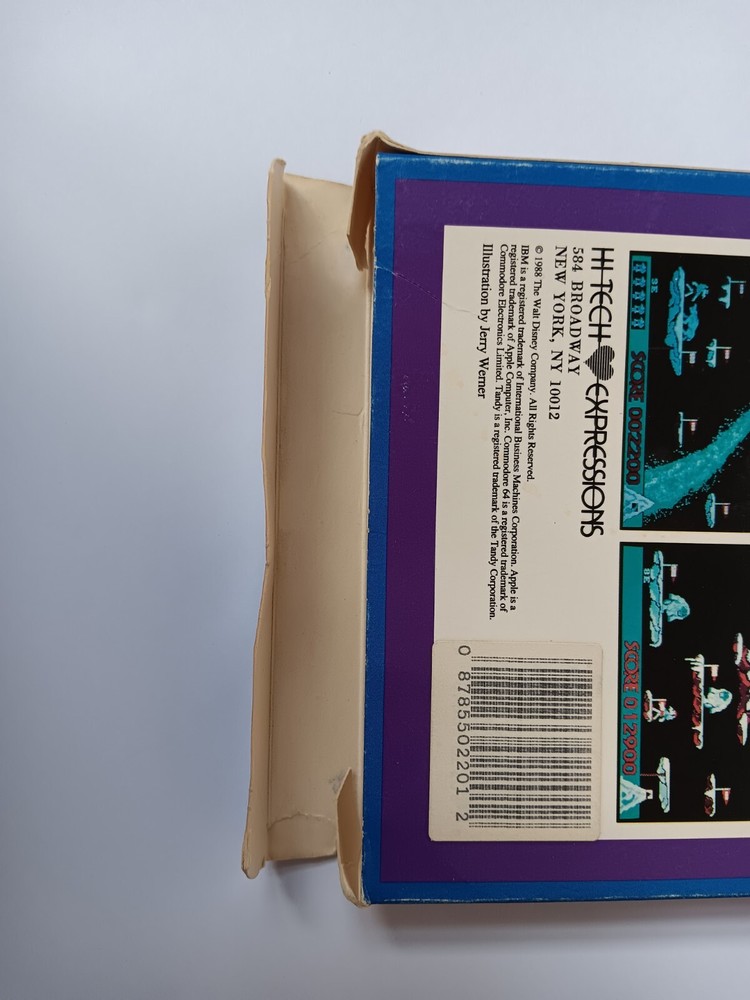 SCORE 002200
SCORE 012900
HI TECH EXPRESSIONS
584 BROADWAY
NEW YORK, NY 10012
© 1988 The Walt Disney Company. All Rights Reserved.
IBM is a registered trademark of International Business Machines Corporation. Apple is a
registered trademark of Apple Computer, Inc. Commodore 64 is a registered trademark of
Commodore Electronics Limited. Tandy is a registered trademark of the Tandy Corporation.
Illustration by Jerry Werner
0 8785502201 2